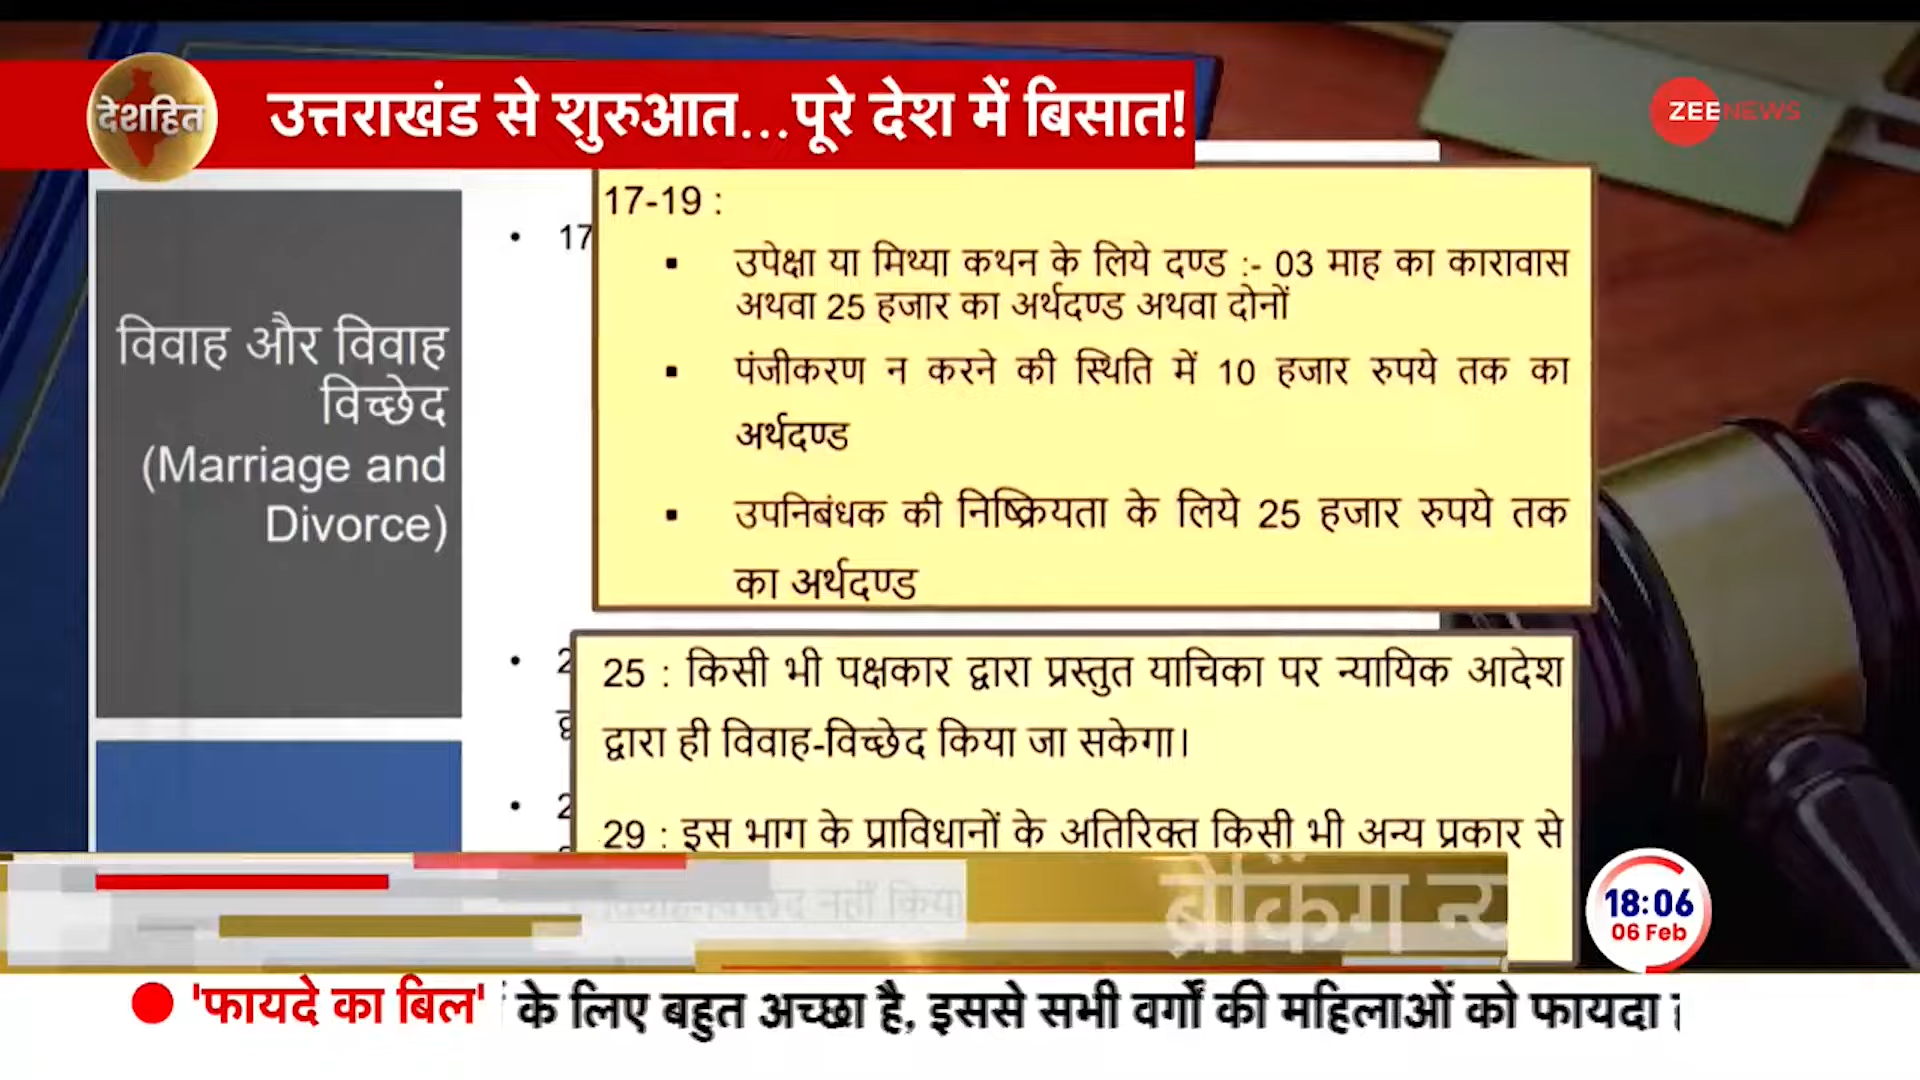 देशहित
उत्तराखंड से शुरुआत...पूरे देश में बिसात!
ZEENEWS
विवाह और विवाह
विच्छेद
(Marriage and
Divorce)
• 17
17-19 :
▪ उपेक्षा या मिथ्या कथन के लिये दण्ड :- 03 माह का कारावास
अथवा 25 हजार का अर्थदण्ड अथवा दोनों
▪ पंजीकरण न करने की स्थिति में 10 हजार रुपये तक का
अर्थदण्ड
▪ उपनिबंधक की निष्क्रियता के लिये 25 हजार रुपये तक
का अर्थदण्ड
• 2
• 2
25 : किसी भी पक्षकार द्वारा प्रस्तुत याचिका पर न्यायिक आदेश
द्वारा ही विवाह-विच्छेद किया जा सकेगा।
29 : इस भाग के प्राविधानों के अतिरिक्त किसी भी अन्य प्रकार से
नहीं किया
ब्रेकिंग
18:06
06 Feb
'फायदे का बिल' के लिए बहुत अच्छा है, इससे सभी वर्गों की महिलाओं को फायदा